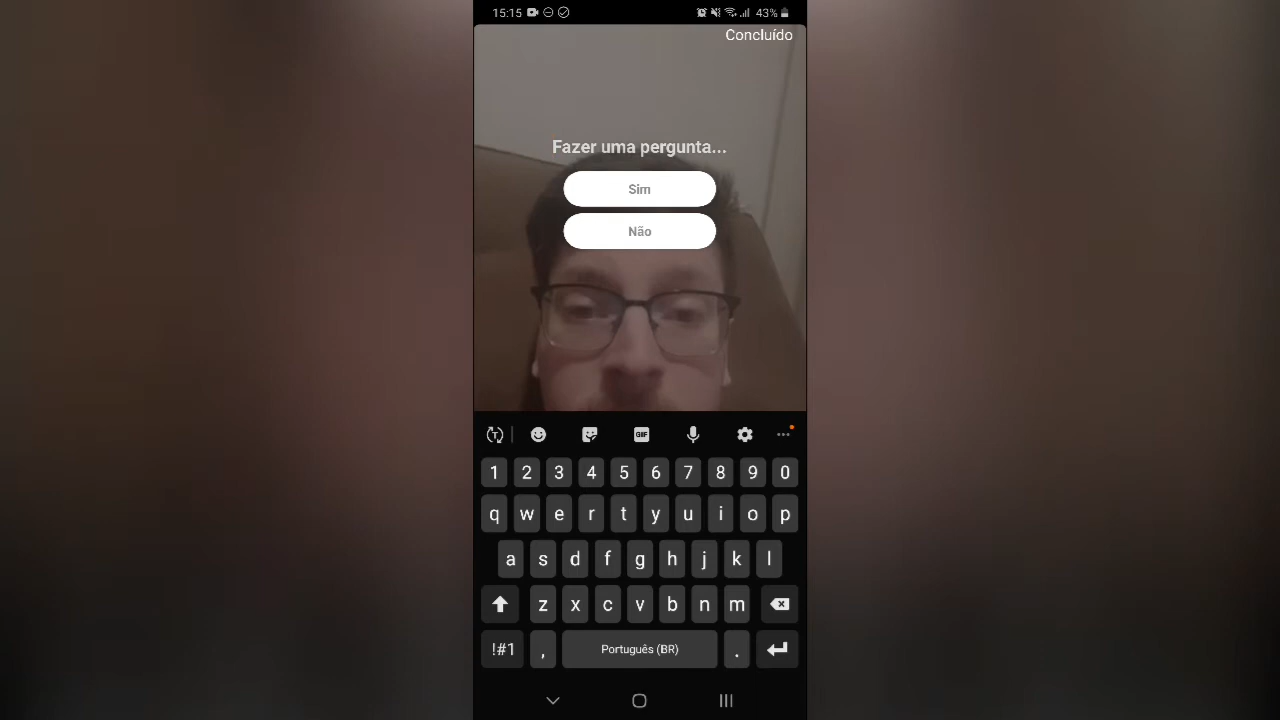 15:15 43%
Concluído
Fazer uma pergunta...
Sim
Não
GIF
1 2 3 4 5 6 7 8 9 0
q w e r t y u i o p
a s d f g h j k l
z x c v b n m
!#1 , Português (BR) .